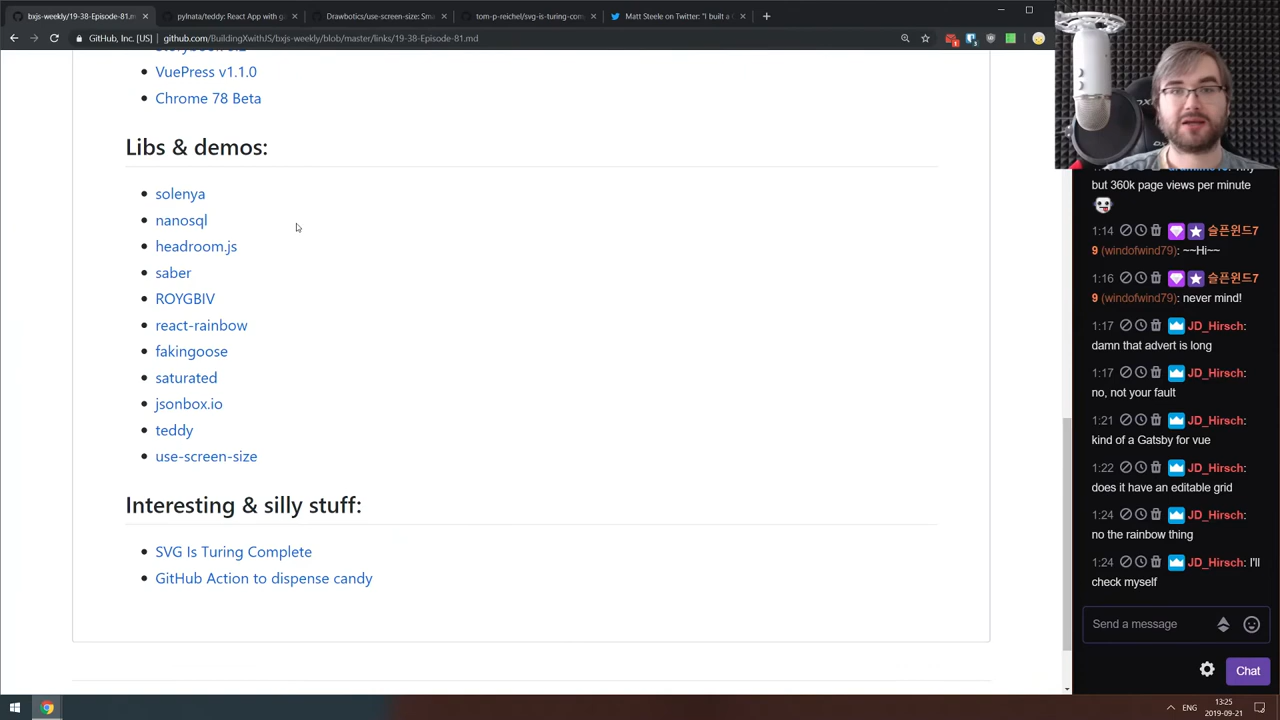 bxjs-weekly/19-38-Episode-81.m
pylnata/teddy: React App with g
Drawbotics/use-screen-size: Sma
tom-p-reichel/svg-is-turing-com
Matt Steele on Twitter: "I built a
GitHub, Inc. [US] | github.com/BuildingXwithJS/bxjs-weekly/blob/master/links/19-38-Episode-81.md
VuePress v1.1.0
Chrome 78 Beta
Libs & demos:
solenya
nanosql
headroom.js
saber
ROYGBIV
react-rainbow
fakingoose
saturated
jsonbox.io
teddy
use-screen-size
Interesting & silly stuff:
SVG Is Turing Complete
GitHub Action to dispense candy
but 360k page views per minute
1:14 슬픈윈드7
9 (windofwind79): ~~Hi~~
1:16 슬픈윈드7
9 (windofwind79): never mind!
1:17 JD_Hirsch:
damn that advert is long
1:17 JD_Hirsch:
no, not your fault
1:21 JD_Hirsch:
kind of a Gatsby for vue
1:22 JD_Hirsch:
does it have an editable grid
1:24 JD_Hirsch:
no the rainbow thing
1:24 JD_Hirsch: I'll
check myself
Send a message
Chat
ENG
13:25
2019-09-21